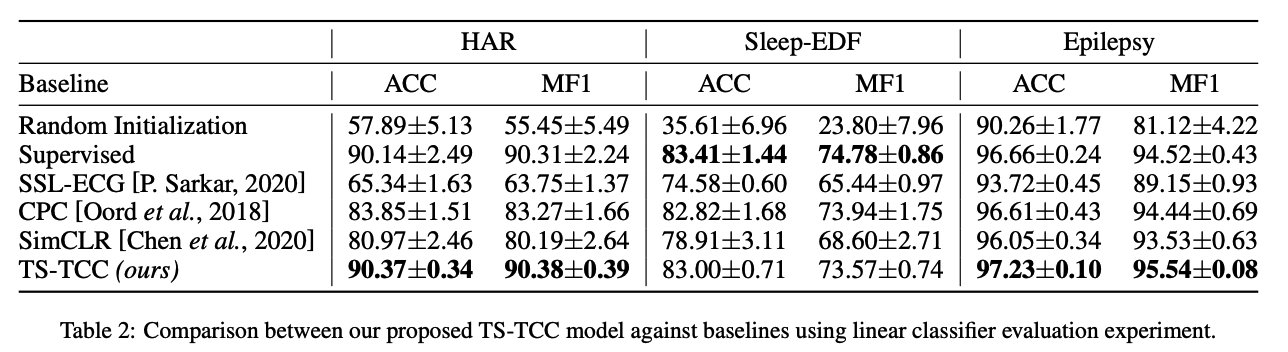 HAR Sleep-EDF Epilepsy
Baseline ACC MF1 ACC MF1 ACC MF1
Random Initialization 57.89±5.13 55.45±5.49 35.61±6.96 23.80±7.96 90.26±1.77 81.12±4.22
Supervised 90.14±2.49 90.31±2.24 83.41±1.44 74.78±0.86 96.66±0.24 94.52±0.43
SSL-ECG [P. Sarkar, 2020] 65.34±1.63 63.75±1.37 74.58±0.60 65.44±0.97 93.72±0.45 89.15±0.93
CPC [Oord et al., 2018] 83.85±1.51 83.27±1.66 82.82±1.68 73.94±1.75 96.61±0.43 94.44±0.69
SimCLR [Chen et al., 2020] 80.97±2.46 80.19±2.64 78.91±3.11 68.60±2.71 96.05±0.34 93.53±0.63
TS-TCC (ours) 90.37±0.34 90.38±0.39 83.00±0.71 73.57±0.74 97.23±0.10 95.54±0.08
Table 2: Comparison between our proposed TS-TCC model against baselines using linear classifier evaluation experiment.